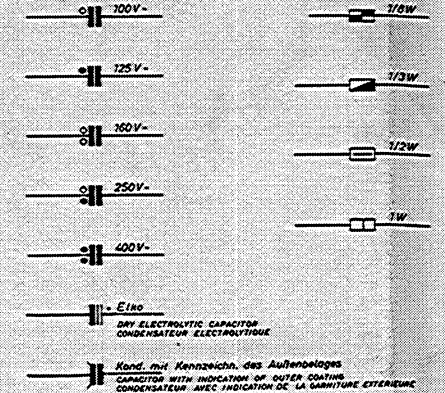 100V-
1/8W
125V-
1/3W
160V-
1/2W
250V-
1W
400V-
- Elko
DRY ELECTROLYTIC CAPACITOR
CONDENSATEUR ELECTROLYTIQUE
Kond. mit Kennzeichn. des Außenbelages
CAPACITOR WITH INDICATION OF OUTER COATING
CONDENSATEUR AVEC INDICATION DE LA GARNITURE EXTERIEURE